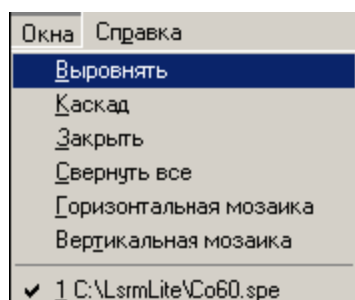 Окна Справка
Выровнять
Каскад
Закрыть
Свернуть все
Горизонтальная мозаика
Вертикальная мозаика
✔ 1 C:\LsrmLite\Co60.spe